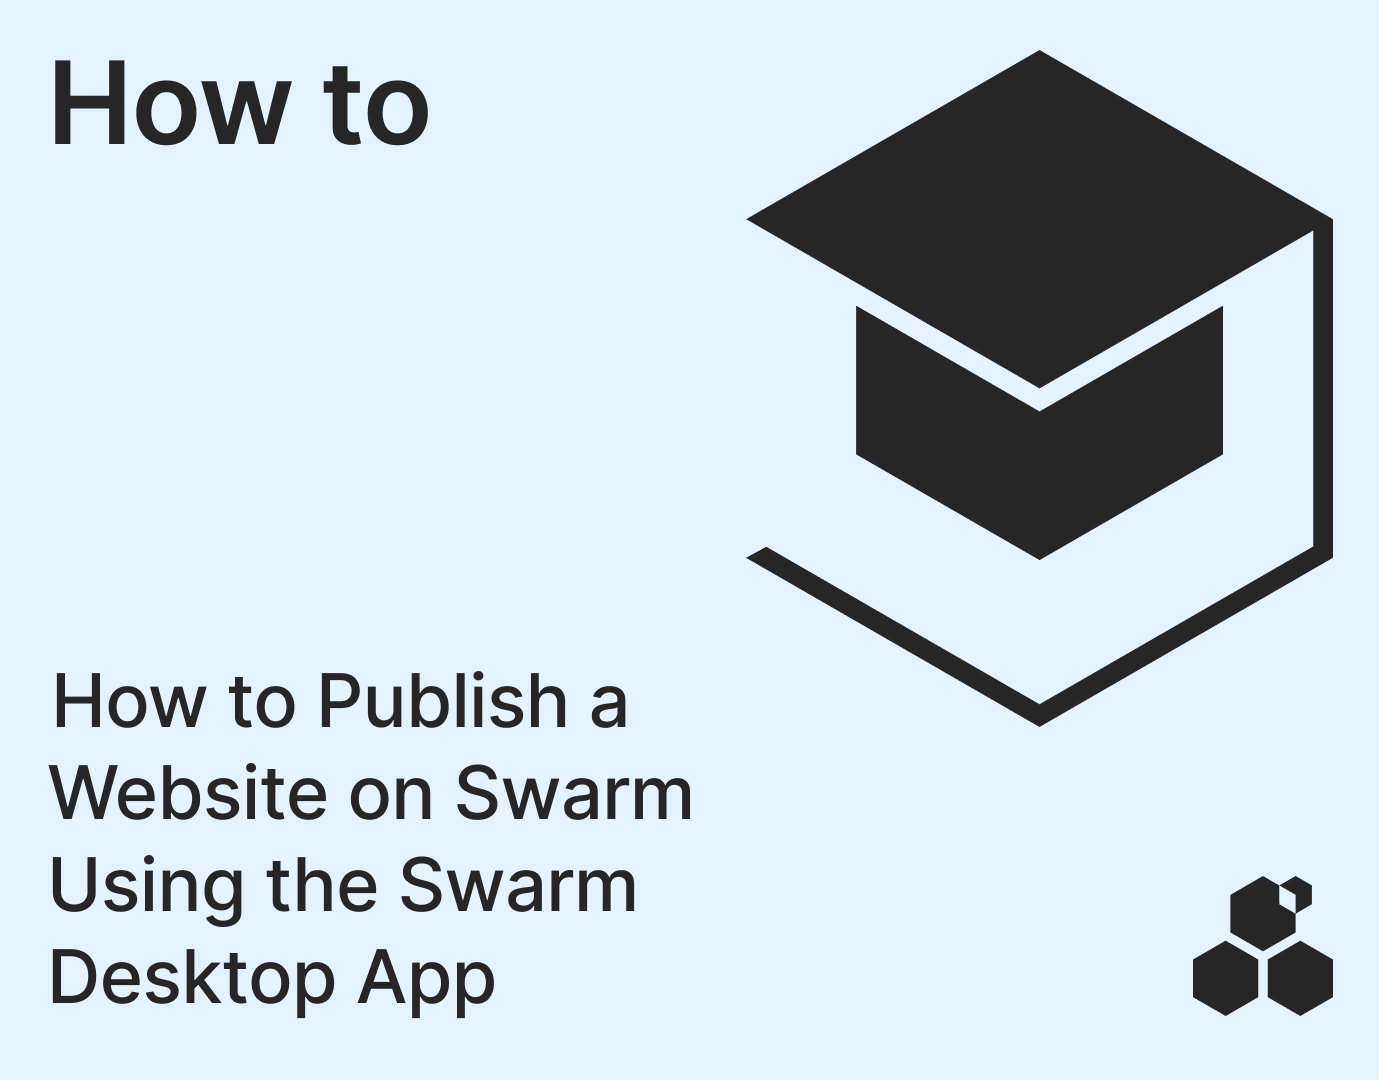 How to
How to Publish a
Website on Swarm
Using the Swarm
Desktop App